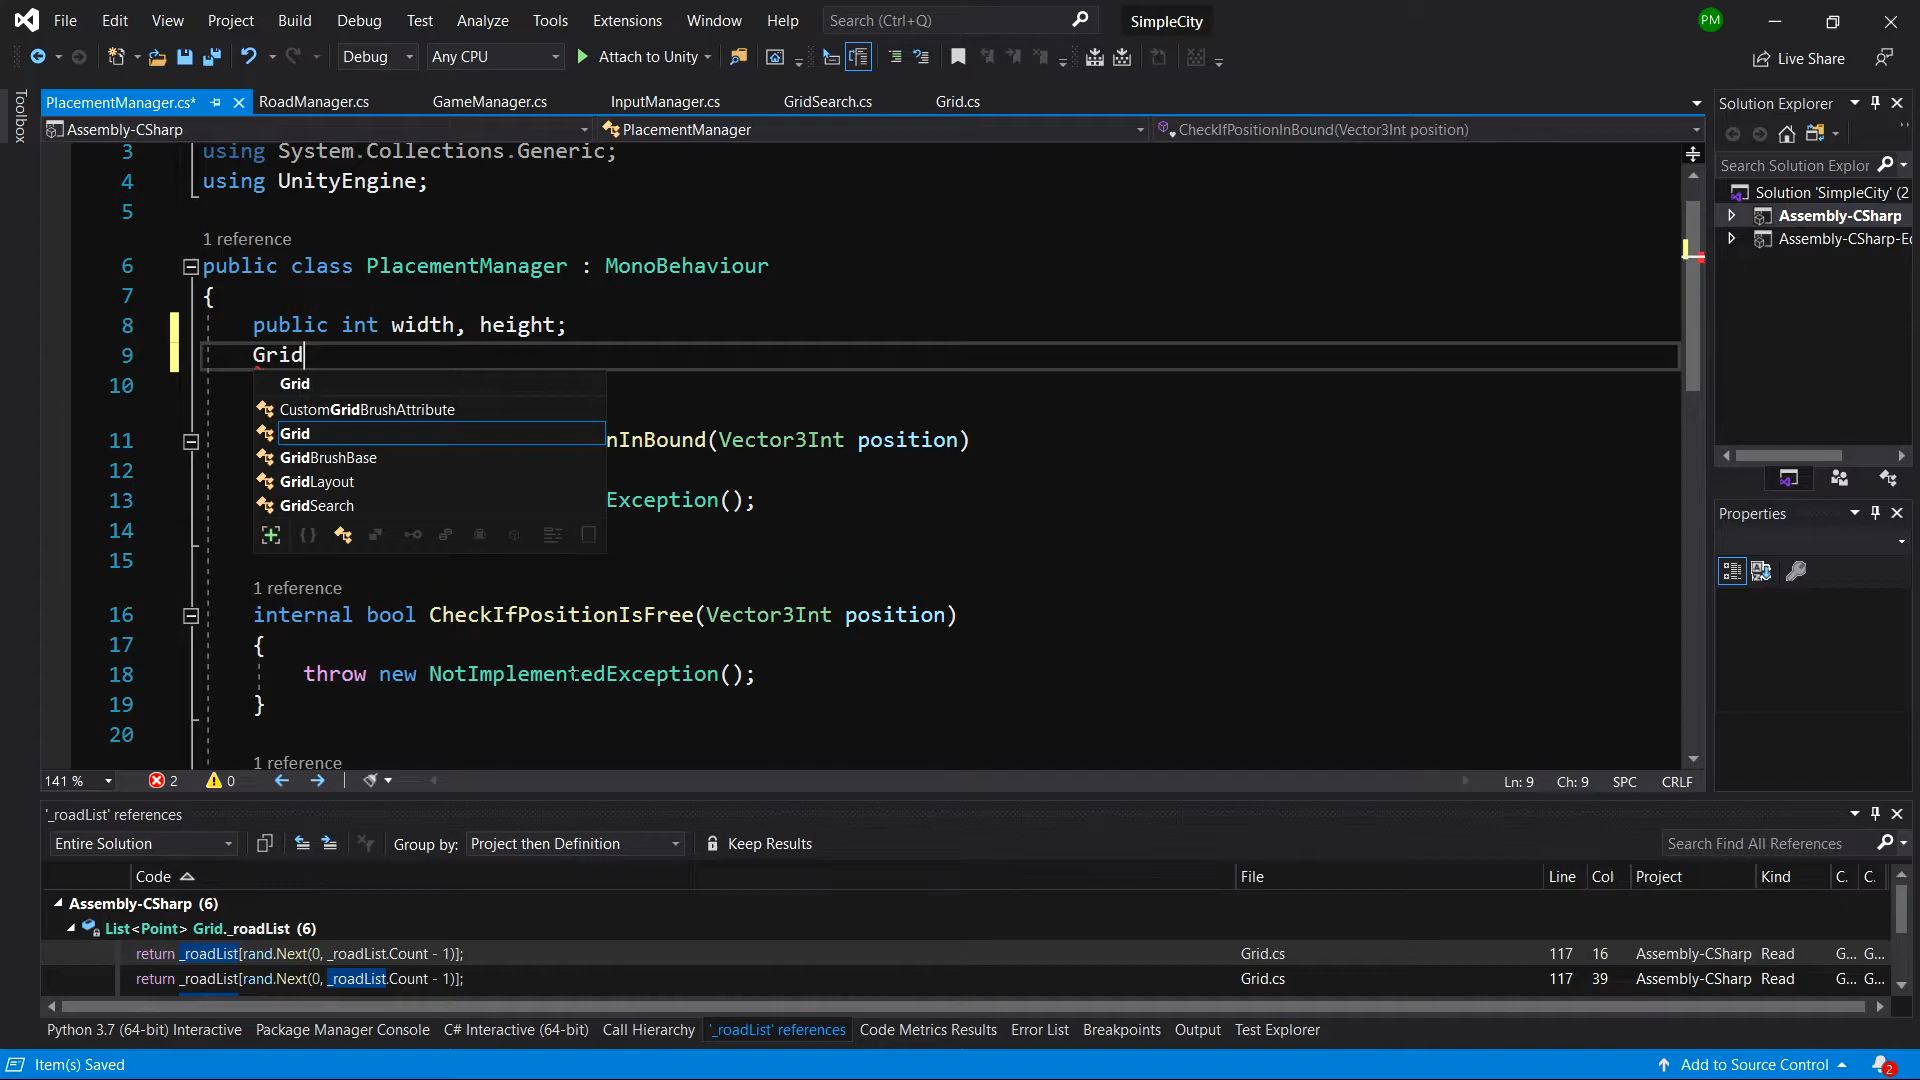 File Edit View Project Build Debug Test Analyze Tools Extensions Window Help Search (Ctrl+Q) SimpleCity PM
Debug Any CPU Attach to Unity Live Share
Toolbox
PlacementManager.cs* RoadManager.cs GameManager.cs InputManager.cs GridSearch.cs Grid.cs
Assembly-CSharp PlacementManager CheckIfPositionInBound(Vector3Int position)
3 using System.Collections.Generic;
4 using UnityEngine;
5
1 reference
6 public class PlacementManager : MonoBehaviour
7 {
8 public int width, height;
9 Grid
10
Grid
CustomGridBrushAttribute
Grid
GridBrushBase
GridLayout
GridSearch
11 nInBound(Vector3Int position)
12
13 Exception();
14
15
1 reference
16 internal bool CheckIfPositionIsFree(Vector3Int position)
17 {
18 throw new NotImplementedException();
19 }
20
1 reference
141 % 2 0 Ln: 9 Ch: 9 SPC CRLF
Solution Explorer
Search Solution Explor
Solution 'SimpleCity' (2
Assembly-CSharp
Assembly-CSharp-Ec
Properties
'_roadList' references
Entire Solution Group by: Project then Definition Keep Results Search Find All References
Code File Line Col Project Kind C. C.
Assembly-CSharp (6)
List<Point> Grid._roadList (6)
return _roadList[rand.Next(0, _roadList.Count - 1)]; Grid.cs 117 16 Assembly-CSharp Read G... G...
return _roadList[rand.Next(0, _roadList.Count - 1)]; Grid.cs 117 39 Assembly-CSharp Read G... G...
Python 3.7 (64-bit) Interactive Package Manager Console C# Interactive (64-bit) Call Hierarchy '_roadList' references Code Metrics Results Error List Breakpoints Output Test Explorer
Item(s) Saved Add to Source Control 2